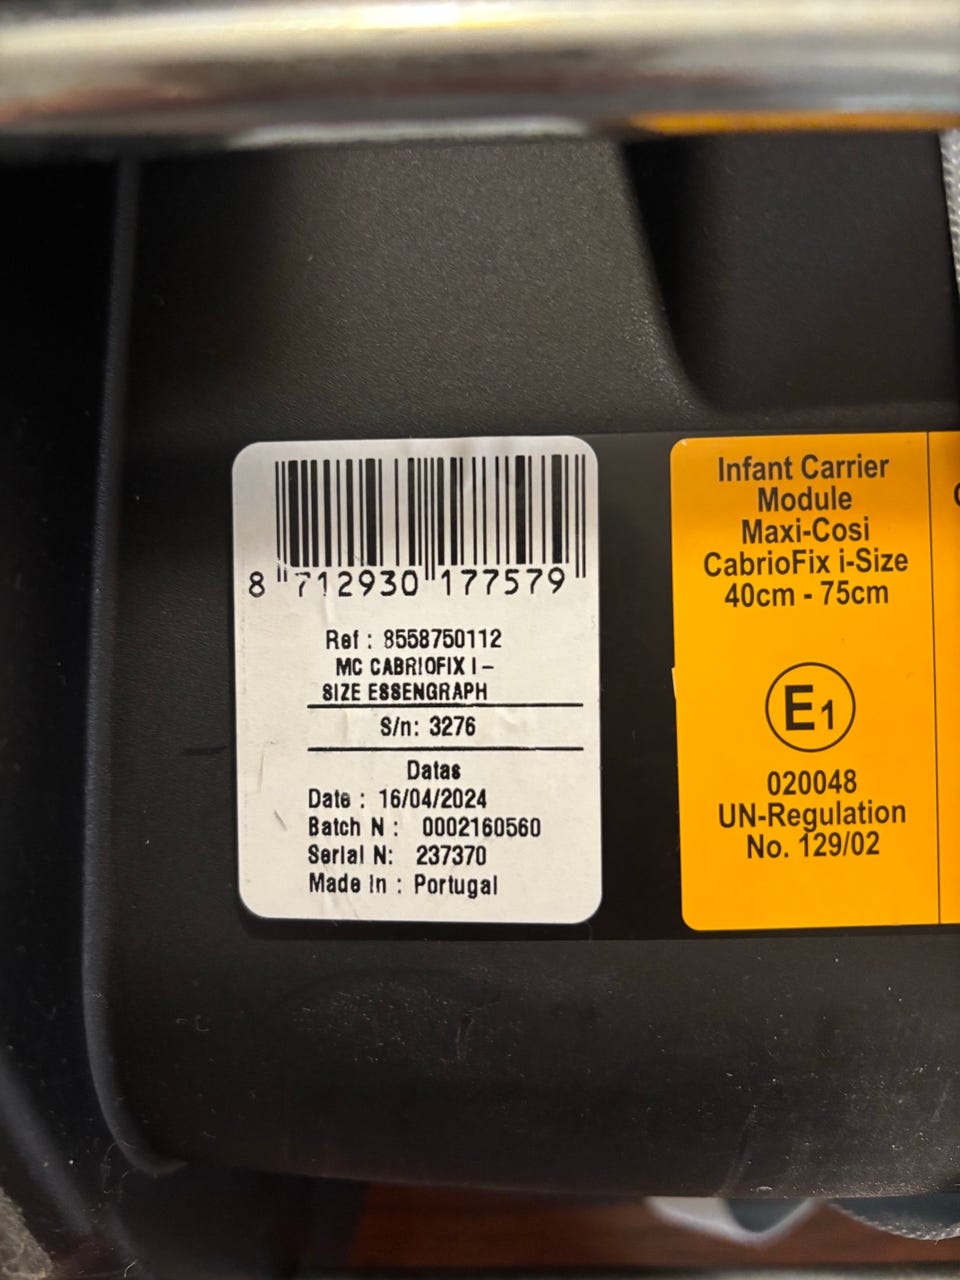 8 712930 177579
Ref : 8558750112
MC CABRIOFIX I -
SIZE ESSENGRAPH
S/n: 3276
Datas
Date : 16/04/2024
Batch N : 0002160560
Serial N: 237370
Made In : Portugal
Infant Carrier
Module
Maxi-Cosi
CabrioFix i-Size
40cm - 75cm
E1
020048
UN-Regulation
No. 129/02